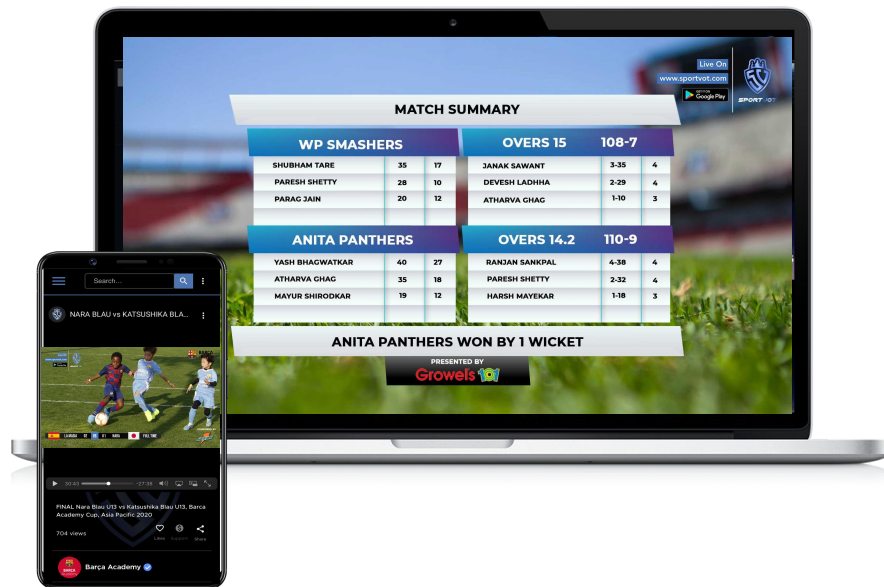 Live On
www.sportvot.com
GET IT ON
Google Play
SPORTVOT
MATCH SUMMARY
WP SMASHERS OVERS 15 108-7
SHUBHAM TARE 35 17 JANAK SAWANT 3-35 4
PARESH SHETTY 28 10 DEVESH LADHHA 2-29 4
PARAG JAIN 20 12 ATHARVA GHAG 1-10 3
ANITA PANTHERS OVERS 14.2 110-9
YASH BHAGWATKAR 40 27 RANJAN SANKPAL 4-38 4
ATHARVA GHAG 35 18 PARESH SHETTY 2-32 4
MAYUR SHIRODKAR 19 12 HARSH MAYEKAR 1-18 3
ANITA PANTHERS WON BY 1 WICKET
PRESENTED BY
Growels 101
Search...
NARA BLAU vs KATSUSHIKA BLA...
NARA
FULL TIME
30:43 -27:38
FINAL Nara Blau U13 vs Katsushika Blau U13, Barca
Academy Cup, Asia Pacific 2020
704 views
Likes Support Share
Barça Academy